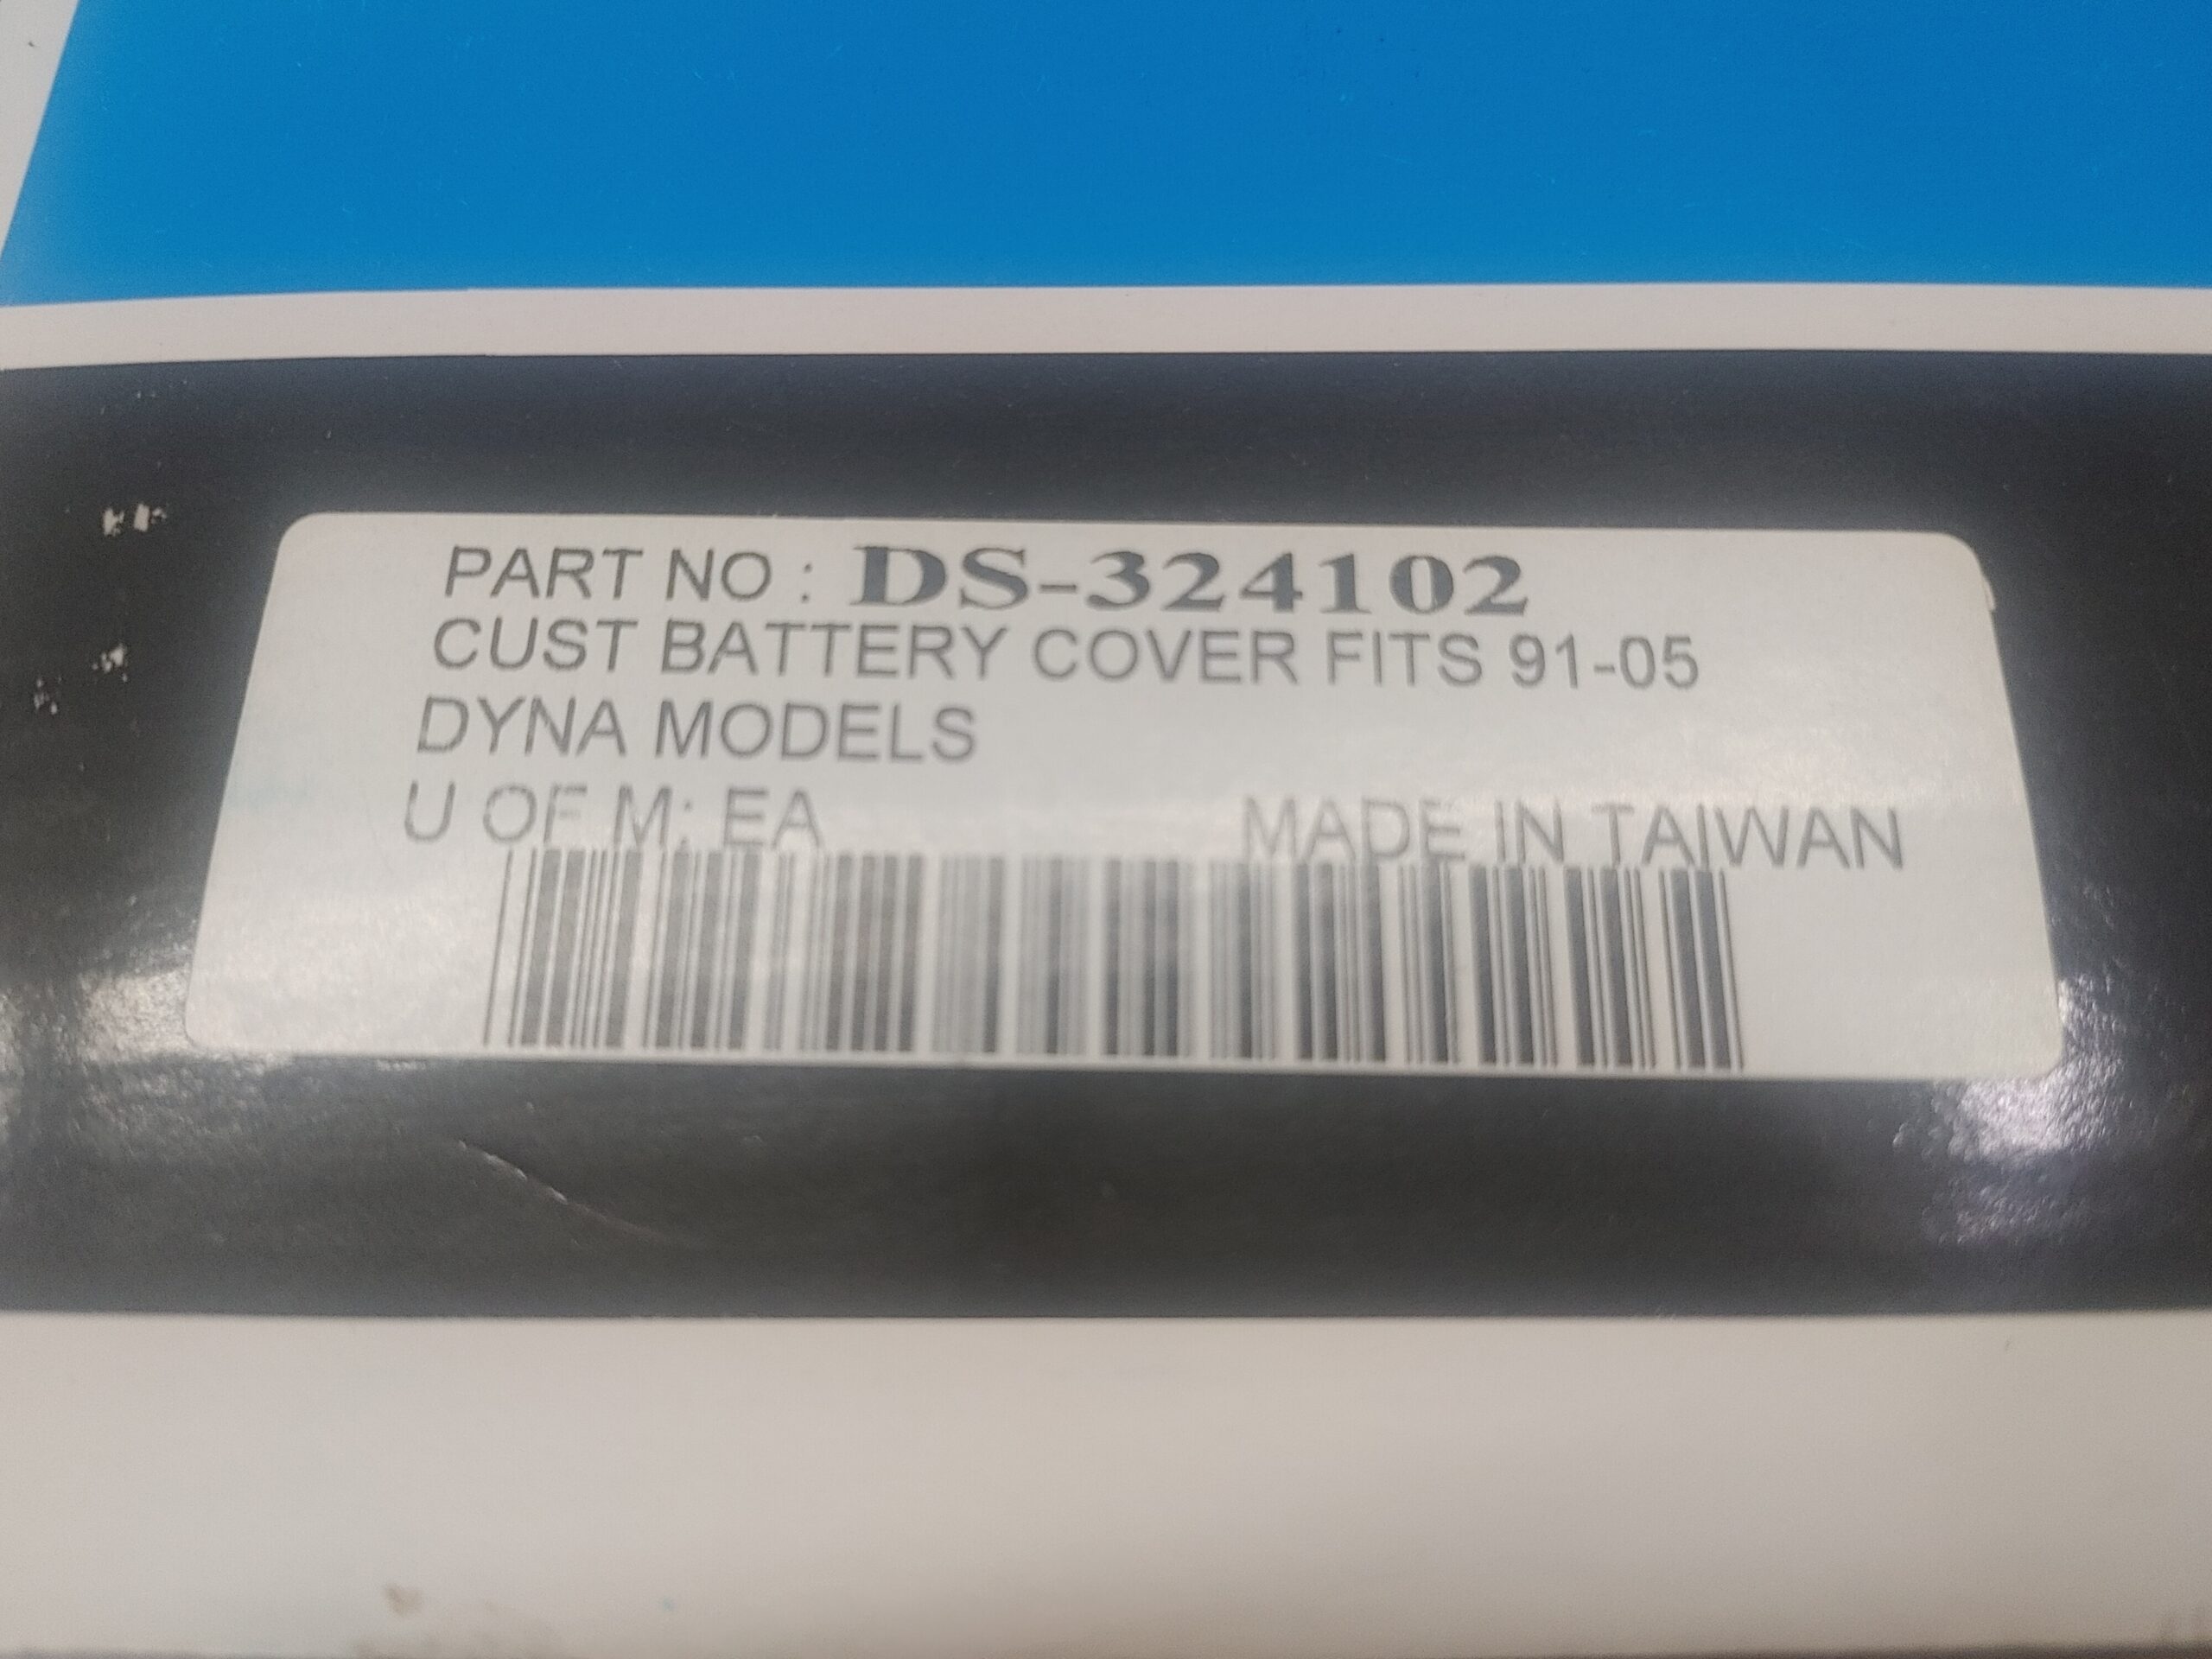 PART NO : DS-324102
CUST BATTERY COVER FITS 91-05
DYNA MODELS
U OF M: EA MADE IN TAIWAN